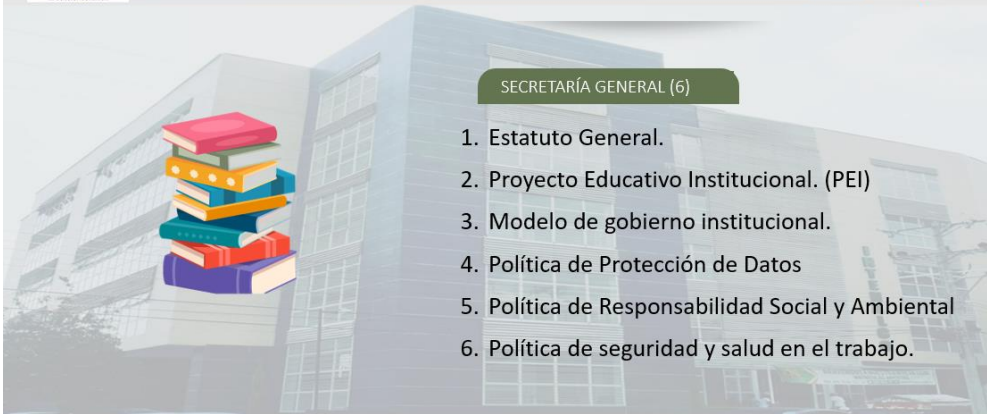 SECRETARÍA GENERAL (6)
1. Estatuto General.
2. Proyecto Educativo Institucional. (PEI)
3. Modelo de gobierno institucional.
4. Política de Protección de Datos
5. Política de Responsabilidad Social y Ambiental
6. Política de seguridad y salud en el trabajo.